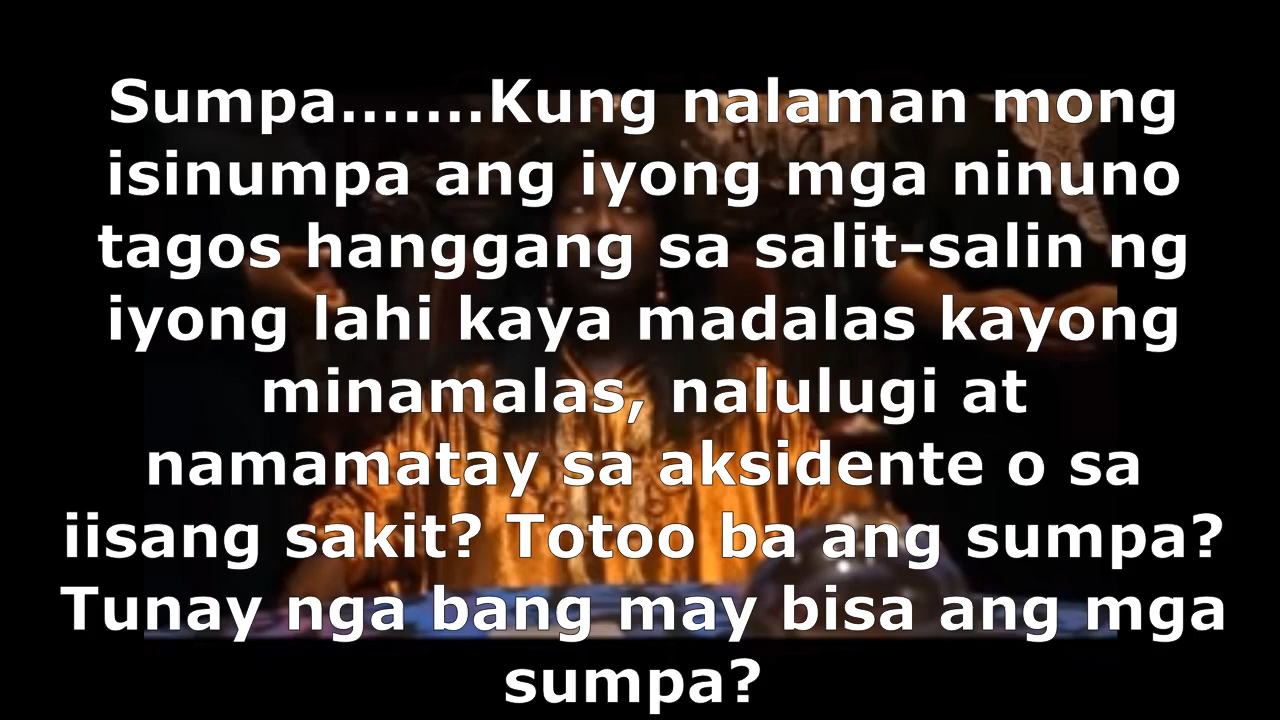 Sumpa.......Kung nalaman mong
isinumpa ang iyong mga ninuno
tagos hanggang sa salit-salin ng
iyong lahi kaya madalas kayong
minamalas, nalulugi at
namamatay sa aksidente o sa
iisang sakit? Totoo ba ang sumpa?
Tunay nga bang may bisa ang mga
sumpa?